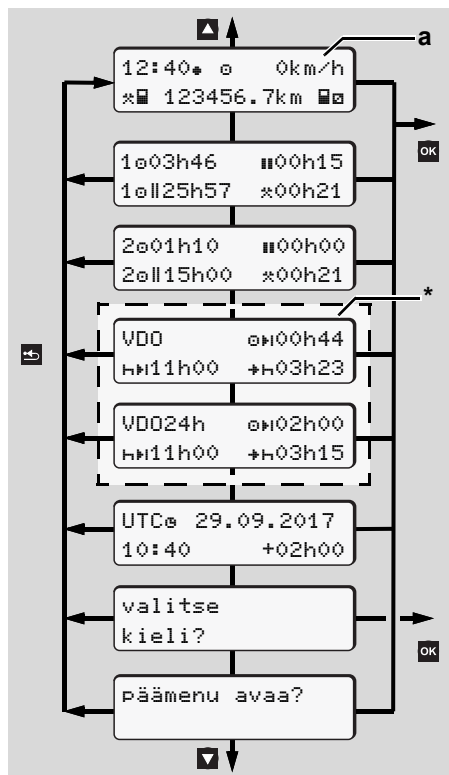 a
12:40 0km/h
123456.7km
OK
1 03h46 00h15
1 25h57 00h21
2 01h10 00h00
2 15h00 00h21
*
VDO 00h44
11h00 03h23
VDO24h 02h00
11h00 03h15
UTC 29.09.2017
10:40 +02h00
valitse
kieli?
OK
päämenu avaa?